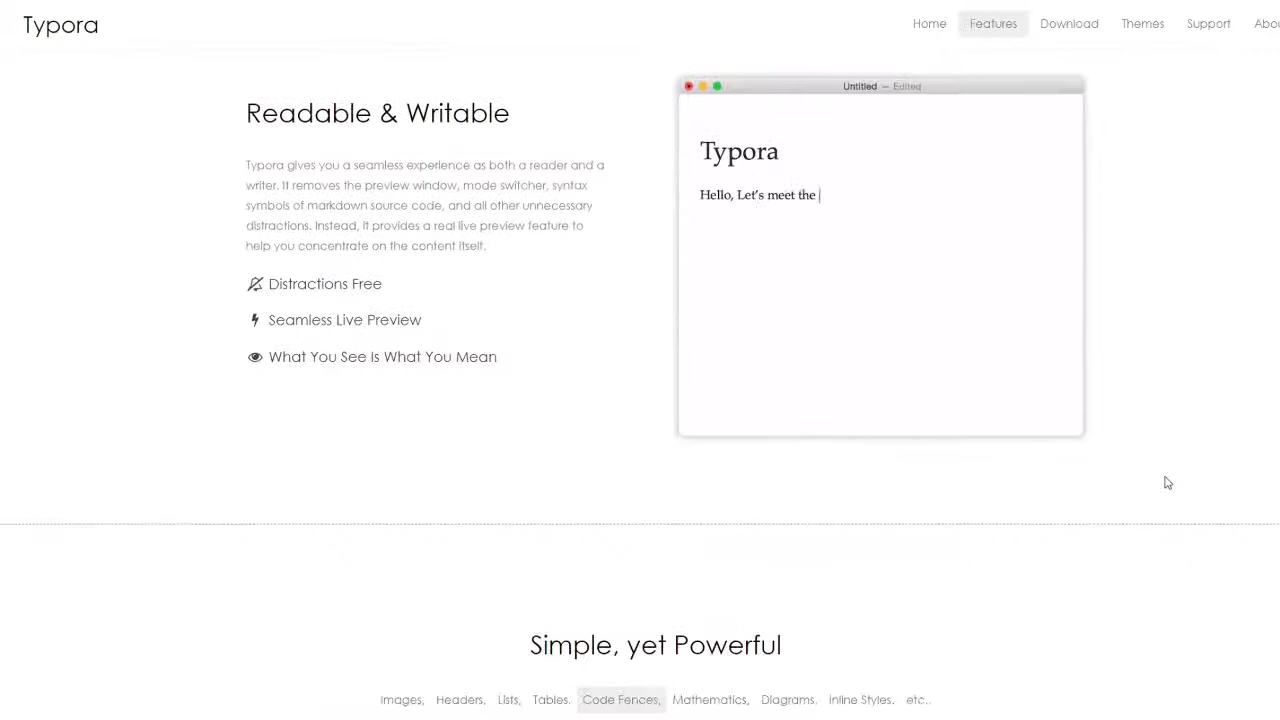 Typora
Home Features Download Themes Support Abou
Readable & Writable
Typora gives you a seamless experience as both a reader and a
writer. It removes the preview window, mode switcher, syntax
symbols of markdown source code, and all other unnecessary
distractions. Instead, it provides a real live preview feature to
help you concentrate on the content itself.
Distractions Free
Seamless Live Preview
What You See Is What You Mean
Untitled — Edited
Typora
Hello, Let's meet the
Simple, yet Powerful
Images, Headers, Lists, Tables. Code Fences, Mathematics, Diagrams. Inline Styles. etc..